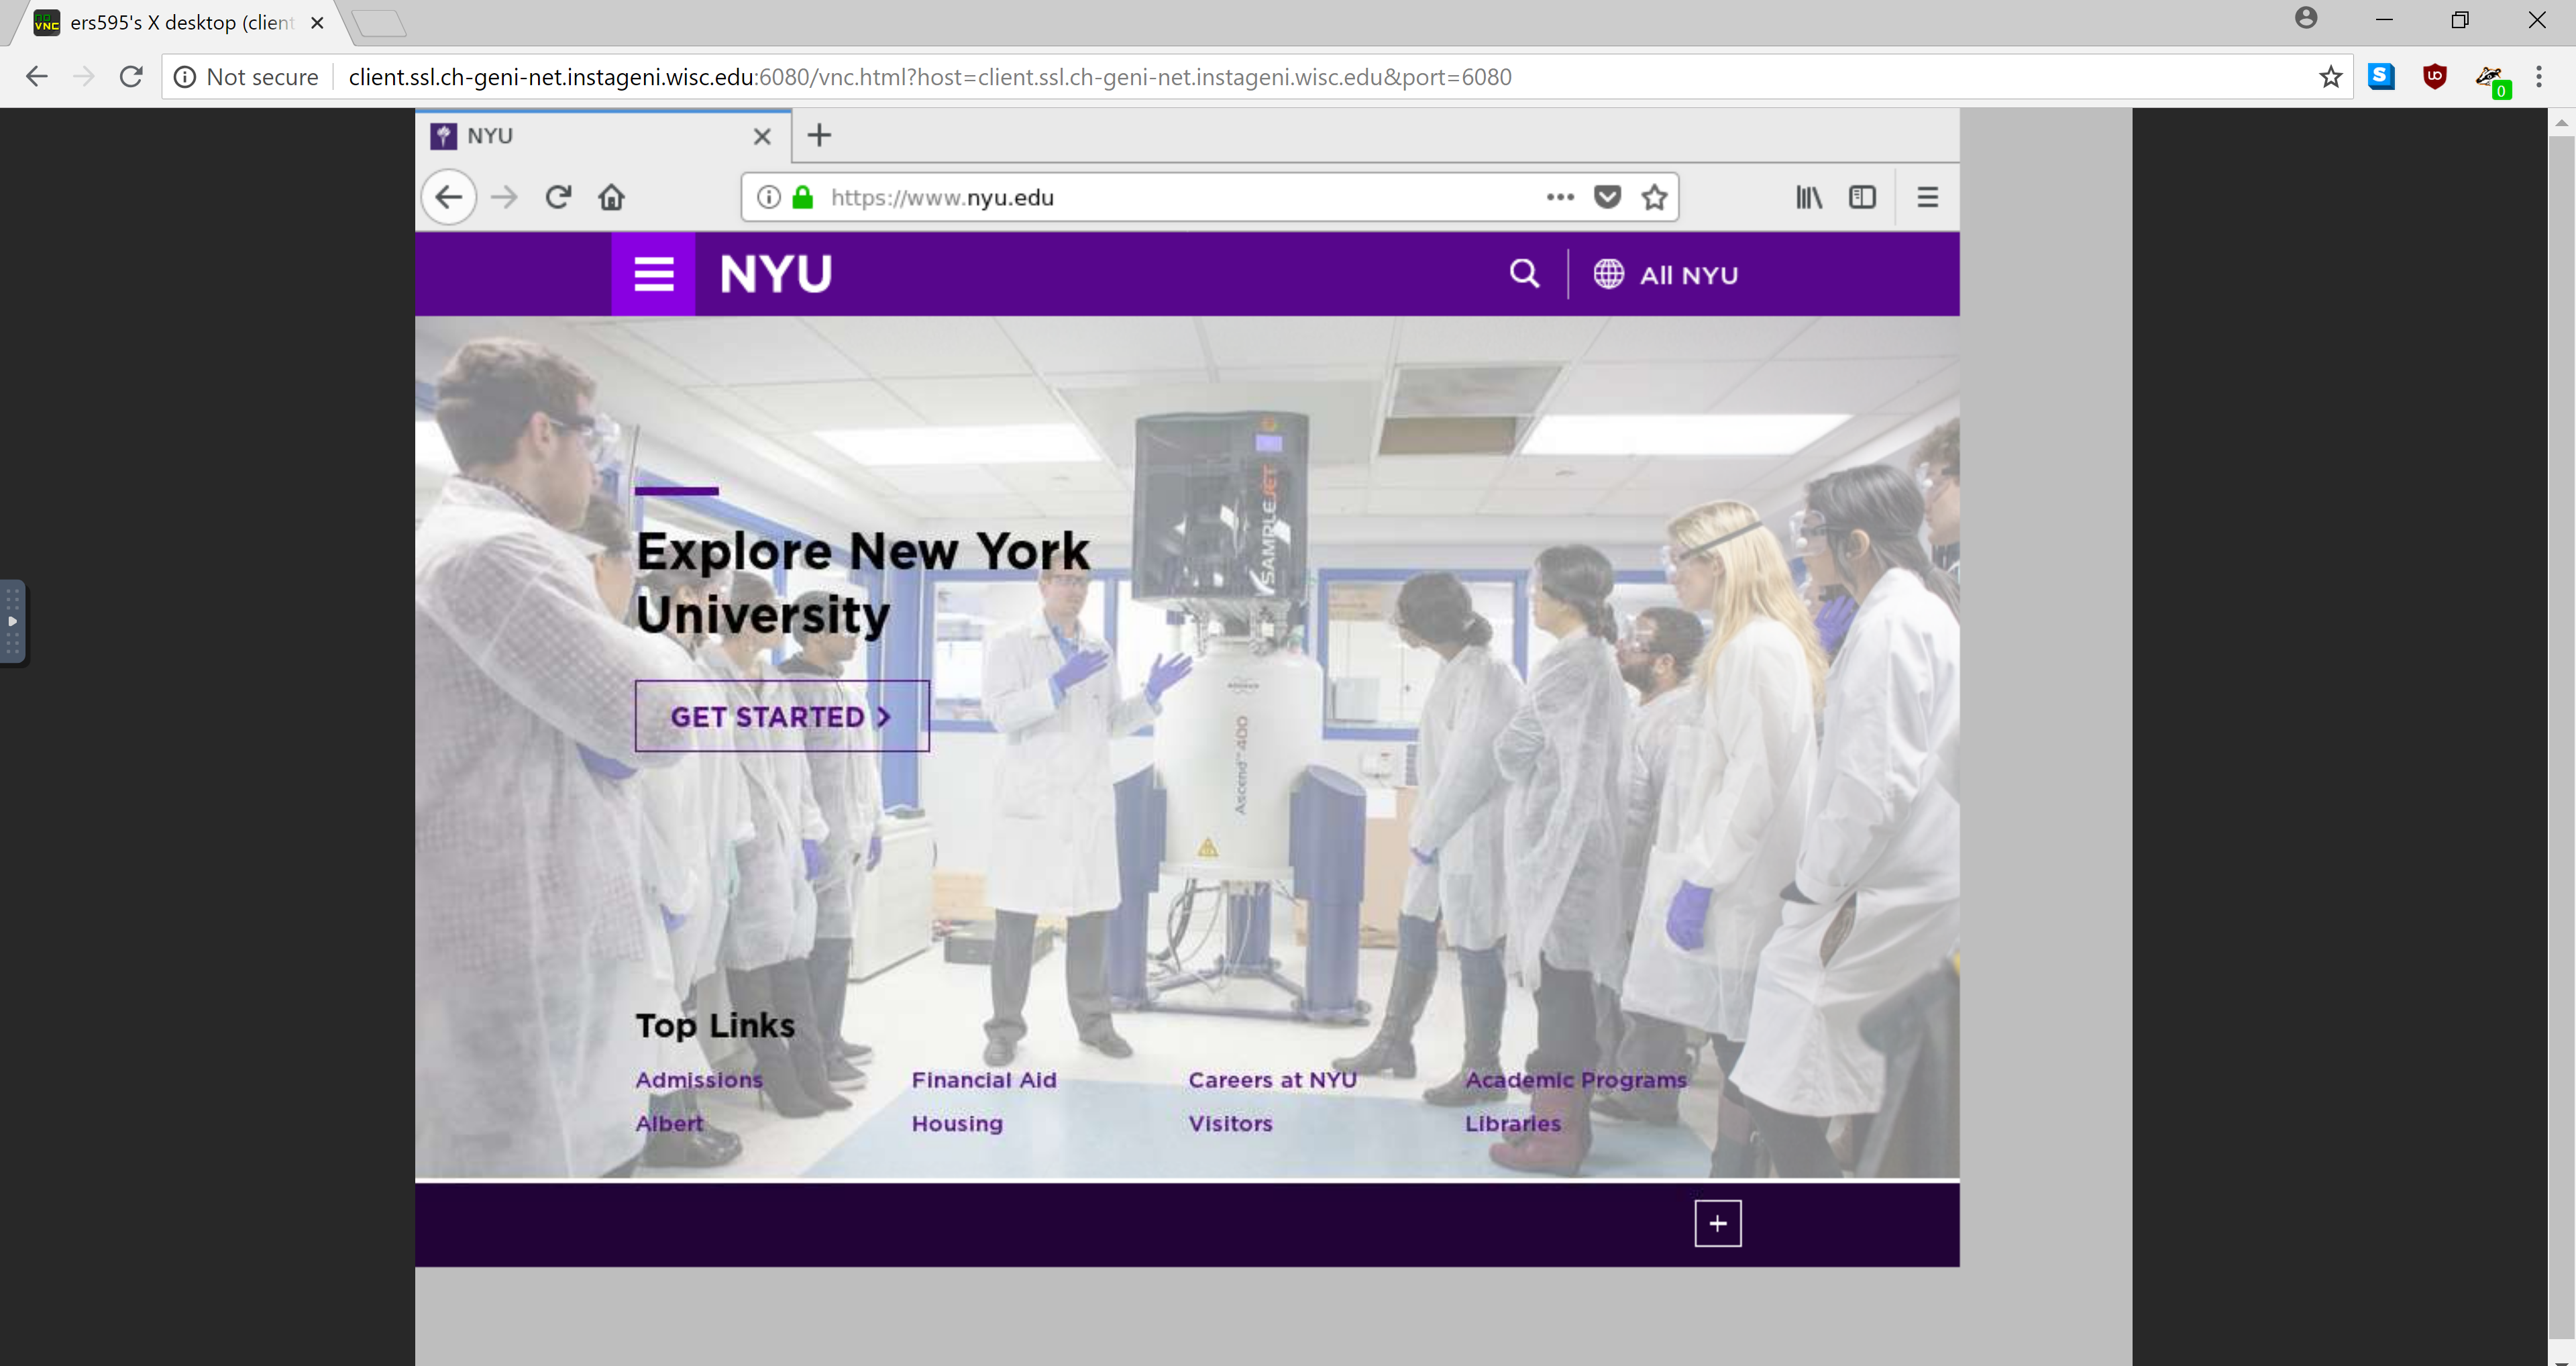 ers595's X desktop (client
Not secure
client.ssl.ch-geni-net.instageni.wisc.edu:6080/vnc.html?host=client.ssl.ch-geni-net.instageni.wisc.edu&port=6080
0
NYU
https://www.nyu.edu
NYU
All NYU
SAMPLEJET
Explore New York
University
GET STARTED >
Ascend™ 400
Top Links
Admissions
Financial Aid
Careers at NYU
Academic Programs
Albert
Housing
Visitors
Libraries